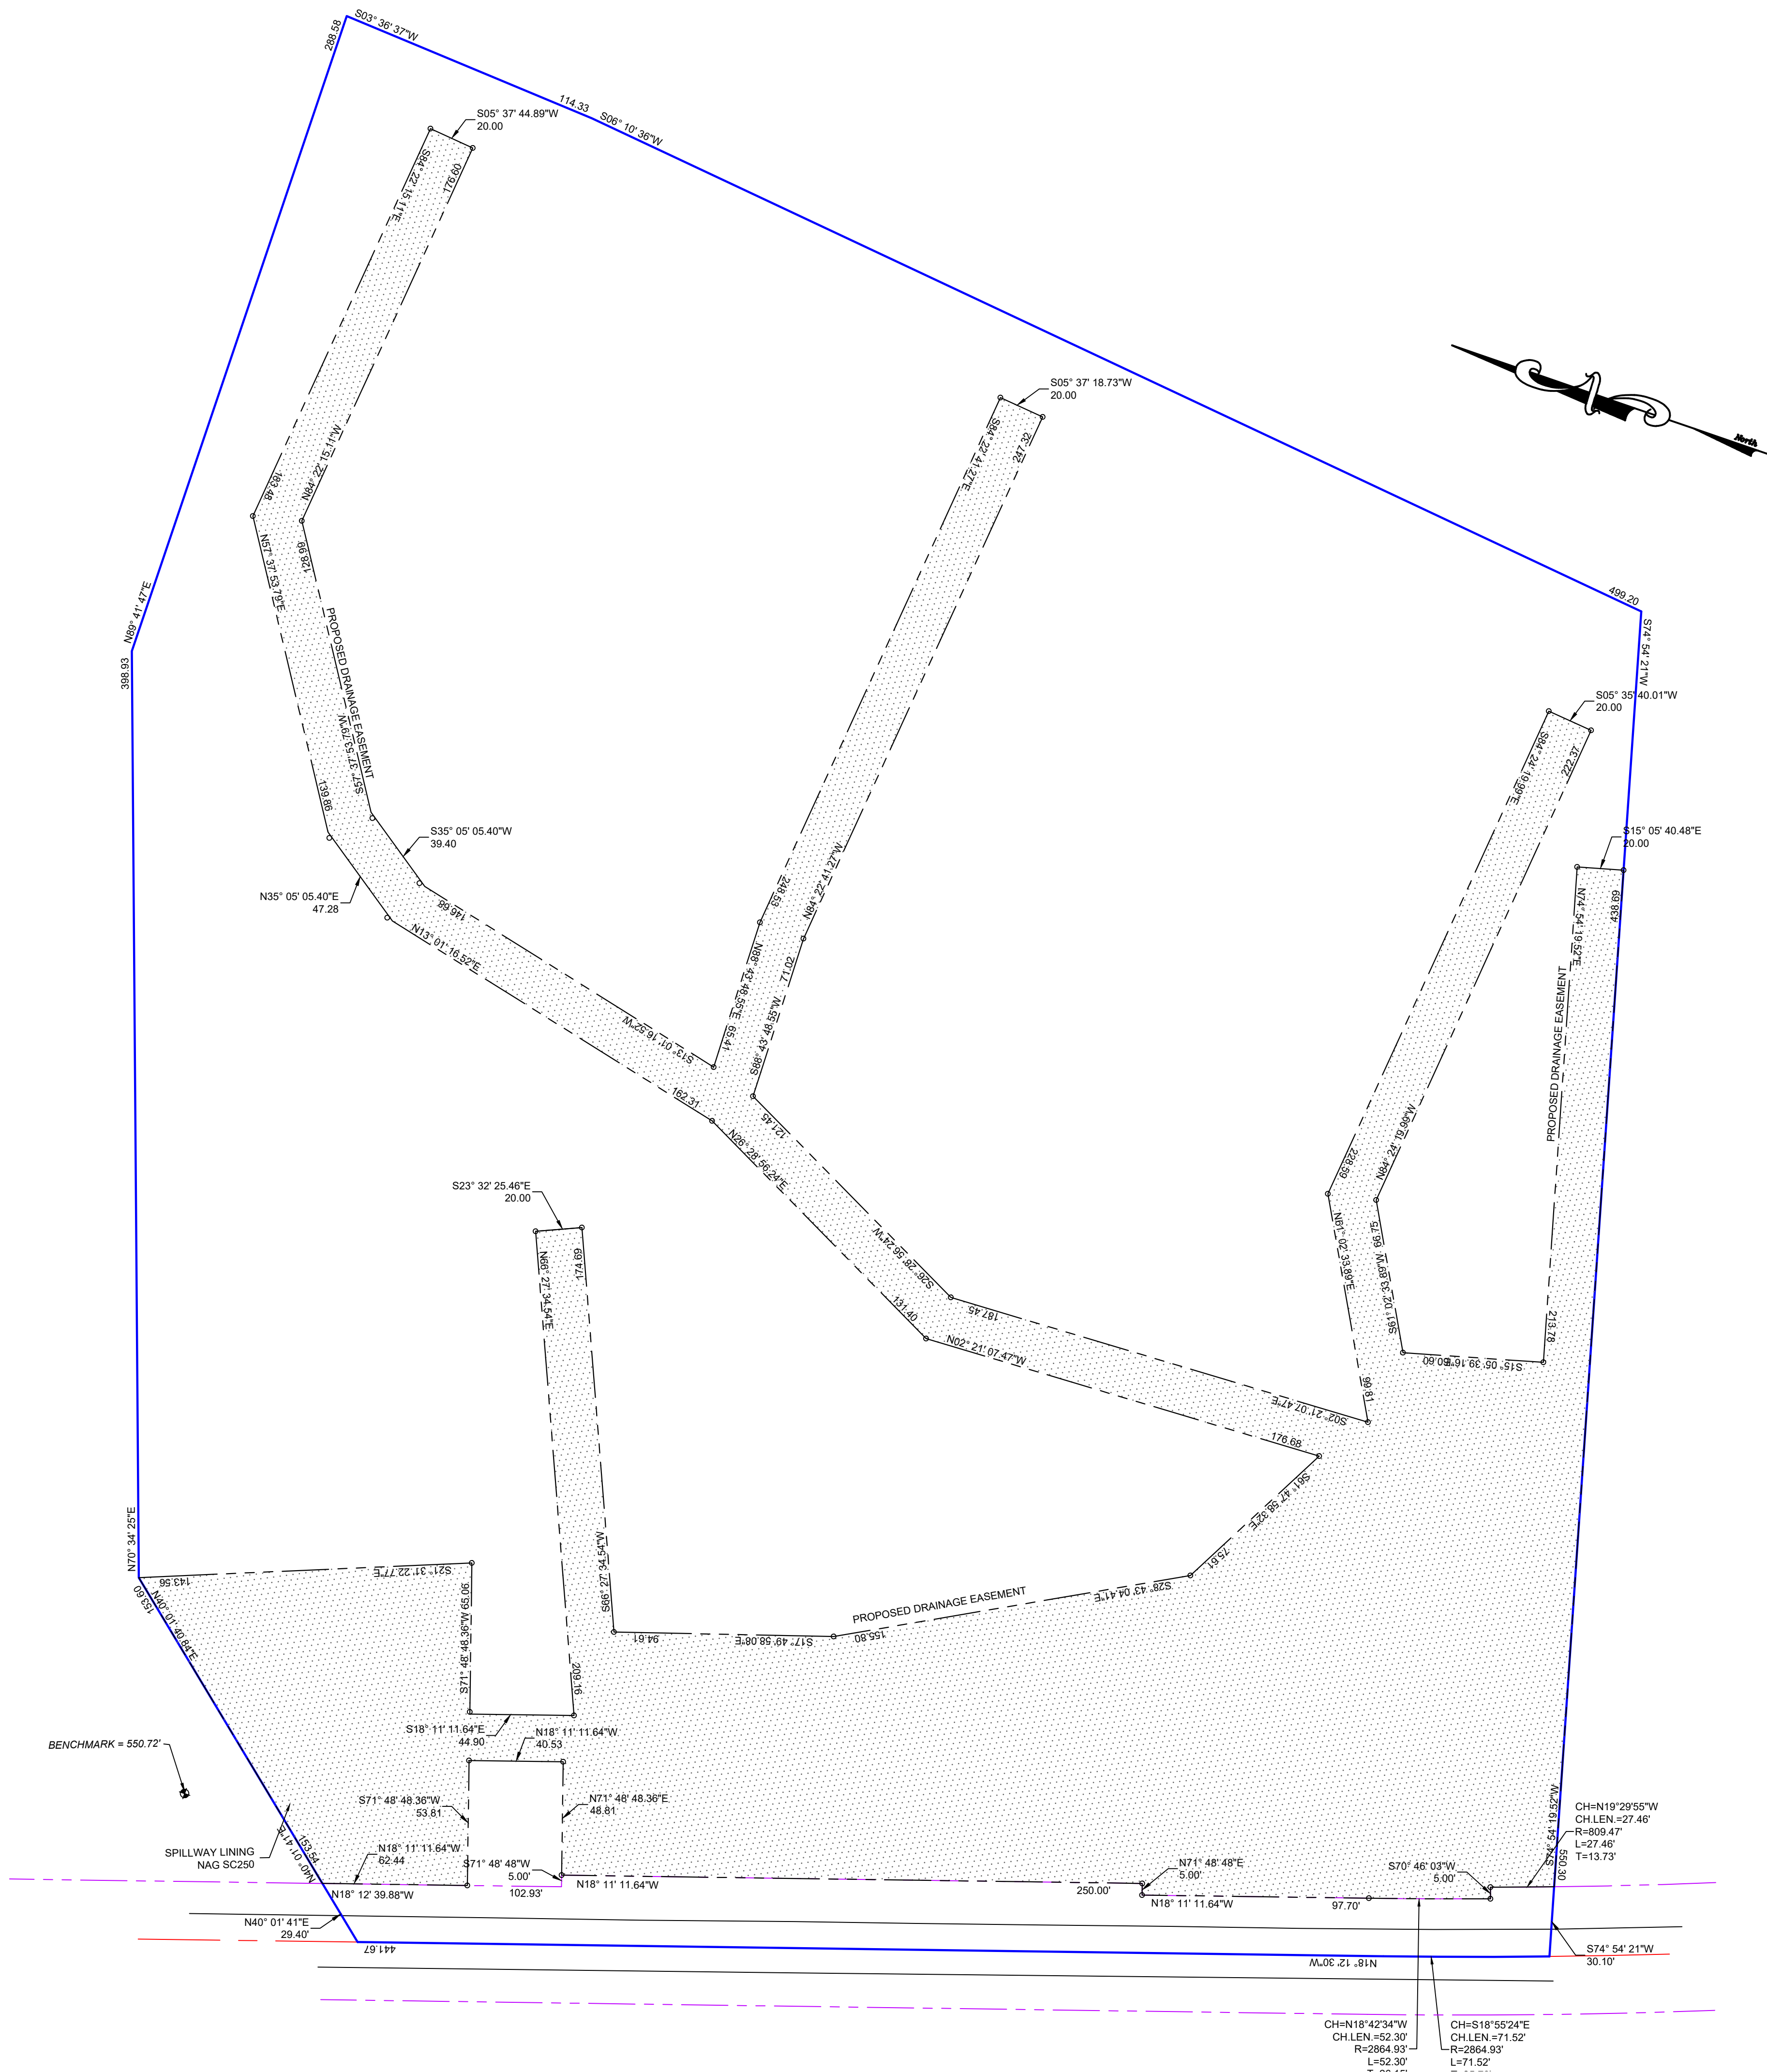 S03° 36' 37"W
288.58
114.33
S06° 10' 36"W
S05° 37' 44.89"W
20.00
S84° 22' 15.11"E
171.60
N84° 22' 15.11"W
183.48
N57° 37' 53.79"E
128.99
PROPOSED DRAINAGE EASEMENT
S57° 37' 53.79"W
139.86
S35° 05' 05.40"W
39.40
N35° 05' 05.40"E
47.28
146.68
N13° 01' 16.52"E
S13° 01' 16.52"W
162.31
North
S05° 37' 18.73"W
20.00
S84° 22' 41.27"E
247.32
248.53
N84° 22' 41.27"W
N88° 43' 48.55"E 65.41
S88° 43' 48.55"W 71.02
121.45
N26° 28' 56.24"E
S26° 28' 56.24"W
131.40
187.45
N02° 21' 07.47"W
S02° 21' 07.47"E
176.68
499.20
S74° 54' 21"W
S05° 35' 40.01"W
20.00
S84° 24' 19.99"E
222.37
S15° 05' 40.48"E
20.00
N74° 54' 19.52"E
438.69
PROPOSED DRAINAGE EASEMENT
228.59
N84° 24' 19.99"W
N61° 02' 33.89"E
S61° 02' 33.89"W 66.75
99.81
S15° 05' 39.16"E 60.60
213.78
N89° 41' 47"E
398.93
S23° 32' 25.46"E
20.00
N66° 27' 34.54"E
174.69
S66° 27' 34.54"W
209.16
94.61
S17° 49' 58.08"E
PROPOSED DRAINAGE EASEMENT
155.80
S28° 43' 04.41"E
75.61
S61° 47' 58.32"E
N70° 34' 25"E
143.56
S21° 31' 22.77"E
153.60
N40° 01' 40.84"E
S71° 48' 48.36"W 65.06
S18° 11' 11.64"E
44.90
N18° 11' 11.64"W
40.53
BENCHMARK = 550.72'
S71° 48' 48.36"W
53.81
N71° 48' 48.36"E
48.81
SPILLWAY LINING
NAG SC250
153.54
N40° 01' 41"E
N18° 11' 11.64"W
62.44
S71° 48' 48"W
5.00'
N18° 12' 39.88"W
102.93'
N18° 11' 11.64"W
250.00'
N71° 48' 48"E
5.00'
N18° 11' 11.64"W
97.70'
S70° 46' 03"W
5.00'
S74° 54' 19.52"W
550.30
CH=N19°29'55"W
CH.LEN.=27.46'
R=809.47'
L=27.46'
T=13.73'
N40° 01' 41"E
29.40'
441.67
N18° 12' 30"W
S74° 54' 21"W
30.10'
CH=N18°42'34"W
CH.LEN.=52.30'
R=2864.93'
L=52.30'
CH=S18°55'24"E
CH.LEN.=71.52'
R=2864.93'
L=71.52'